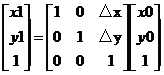 [x1] [1 0 △x] [x0]
[y1] = [0 1 △y] [y0]
[1] [0 0 1] [1]